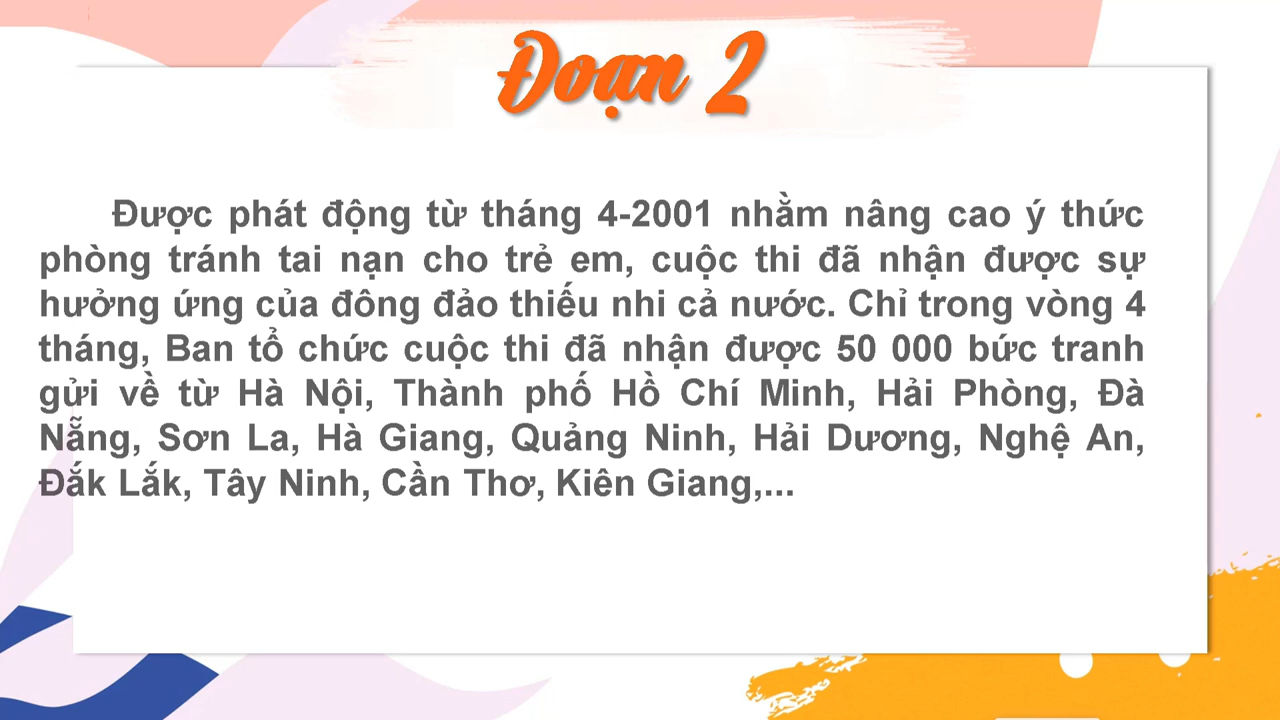 Đoạn 2
Được phát động từ tháng 4-2001 nhằm nâng cao ý thức
phòng tránh tai nạn cho trẻ em, cuộc thi đã nhận được sự
hưởng ứng của đông đảo thiếu nhi cả nước. Chỉ trong vòng 4
tháng, Ban tổ chức cuộc thi đã nhận được 50 000 bức tranh
gửi về từ Hà Nội, Thành phố Hồ Chí Minh, Hải Phòng, Đà
Nẵng, Sơn La, Hà Giang, Quảng Ninh, Hải Dương, Nghệ An,
Đắk Lắk, Tây Ninh, Cần Thơ, Kiên Giang,...